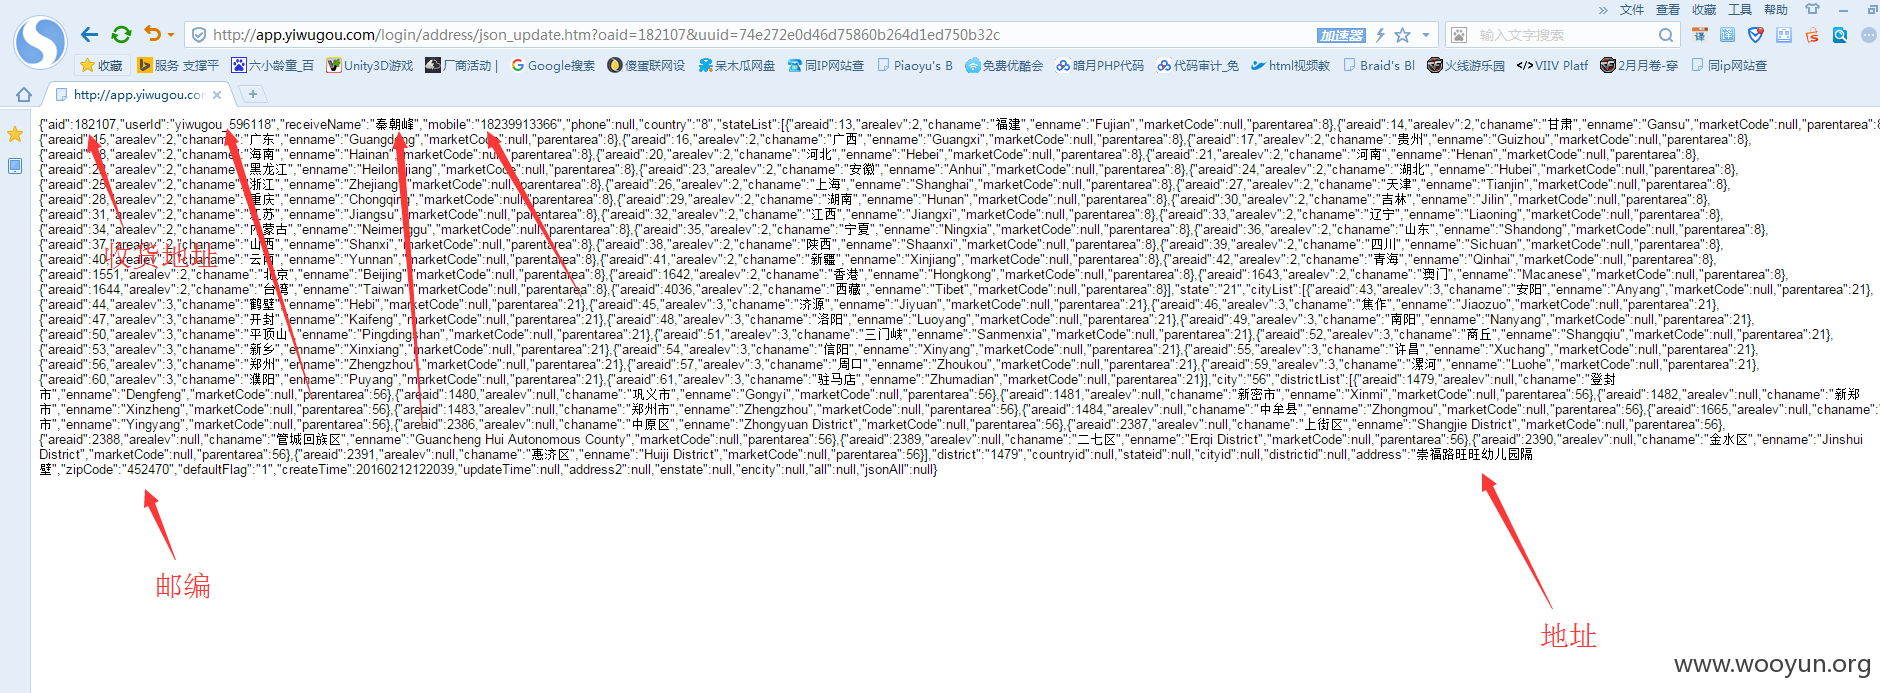 文件 查看 收藏 工具 帮助
http://app.yiwugou.com/login/address/json_update.htm?oaid=182107&uuid=74e272e0d46d75860b264d1ed750b32c
加速器
输入文字搜索
收藏 服务 支撑平 六小龄童_百 Unity3D游戏 厂商活动 | Google搜索 傻蛋联网设 呆木瓜网盘 同IP网站查 Piaoyu's B 免费优酷会 暗月PHP代码 代码审计_免 html视频教 Braid's Bl 火线游乐园 VIIV Platf 2月月卷-穿 同ip网站查
http://app.yiwugou.co
{"aid":182107,"userId":"yiwugou_596118","receiveName":"秦朝峰","mobile":"18239913366","phone":null,"country":"8","stateList":[{"areaid":13,"arealev":2,"chaname":"福建","enname":"Fujian","marketCode":null,"parentarea":8},{"areaid":14,"arealev":2,"chaname":"甘肃","enname":"Gansu","marketCode":null,"parentarea":8
{"areaid":15,"arealev":2,"chaname":"广东","enname":"Guangdong","marketCode":null,"parentarea":8},{"areaid":16,"arealev":2,"chaname":"广西","enname":"Guangxi","marketCode":null,"parentarea":8},{"areaid":17,"arealev":2,"chaname":"贵州","enname":"Guizhou","marketCode":null,"parentarea":8},
"arealev":2,"chaname":"海南","enname":"Hainan","marketCode":null,"parentarea":8},{"areaid":20,"arealev":2,"chaname":"河北","enname":"Hebei","marketCode":null,"parentarea":8},{"areaid":21,"arealev":2,"chaname":"河南","enname":"Henan","marketCode":null,"parentarea":8},
"arealev":2,"chaname":"黑龙江","enname":"Heilongjiang","marketCode":null,"parentarea":8},{"areaid":23,"arealev":2,"chaname":"安徽","enname":"Anhui","marketCode":null,"parentarea":8},{"areaid":24,"arealev":2,"chaname":"湖北","enname":"Hubei","marketCode":null,"parentarea":8},
{"areaid":25,"arealev":2,"chaname":"浙江","enname":"Zhejiang","marketCode":null,"parentarea":8},{"areaid":26,"arealev":2,"chaname":"上海","enname":"Shanghai","marketCode":null,"parentarea":8},{"areaid":27,"arealev":2,"chaname":"天津","enname":"Tianjin","marketCode":null,"parentarea":8},
{"areaid":28,"arealev":2,"chaname":"重庆","enname":"Chongqing","marketCode":null,"parentarea":8},{"areaid":29,"arealev":2,"chaname":"湖南","enname":"Hunan","marketCode":null,"parentarea":8},{"areaid":30,"arealev":2,"chaname":"吉林","enname":"Jilin","marketCode":null,"parentarea":8},
{"areaid":31,"arealev":2,"chaname":"江苏","enname":"Jiangsu","marketCode":null,"parentarea":8},{"areaid":32,"arealev":2,"chaname":"江西","enname":"Jiangxi","marketCode":null,"parentarea":8},{"areaid":33,"arealev":2,"chaname":"辽宁","enname":"Liaoning","marketCode":null,"parentarea":8},
{"areaid":34,"arealev":2,"chaname":"内蒙古","enname":"Neimenggu","marketCode":null,"parentarea":8},{"areaid":35,"arealev":2,"chaname":"宁夏","enname":"Ningxia","marketCode":null,"parentarea":8},{"areaid":36,"arealev":2,"chaname":"山东","enname":"Shandong","marketCode":null,"parentarea":8},
{"areaid":37,"arealev":2,"chaname":"山西","enname":"Shanxi","marketCode":null,"parentarea":8},{"areaid":38,"arealev":2,"chaname":"陕西","enname":"Shaanxi","marketCode":null,"parentarea":8},{"areaid":39,"arealev":2,"chaname":"四川","enname":"Sichuan","marketCode":null,"parentarea":8},
收货地址
{"areaid":40,"arealev":2,"chaname":"云南","enname":"Yunnan","marketCode":null,"parentarea":8},{"areaid":41,"arealev":2,"chaname":"新疆","enname":"Xinjiang","marketCode":null,"parentarea":8},{"areaid":42,"arealev":2,"chaname":"青海","enname":"Qinhai","marketCode":null,"parentarea":8},
{"areaid":1551,"arealev":2,"chaname":"北京","enname":"Beijing","marketCode":null,"parentarea":8},{"areaid":1642,"arealev":2,"chaname":"香港","enname":"Hongkong","marketCode":null,"parentarea":8},{"areaid":1643,"arealev":2,"chaname":"澳门","enname":"Macanese","marketCode":null,"parentarea":8},
{"areaid":1644,"arealev":2,"chaname":"台湾","enname":"Taiwan","marketCode":null,"parentarea":8},{"areaid":4036,"arealev":2,"chaname":"西藏","enname":"Tibet","marketCode":null,"parentarea":8}],"state":"21","cityList":[{"areaid":43,"arealev":3,"chaname":"安阳","enname":"Anyang","marketCode":null,"parentarea":21},
{"areaid":44,"arealev":3,"chaname":"鹤壁","enname":"Hebi","marketCode":null,"parentarea":21},{"areaid":45,"arealev":3,"chaname":"济源","enname":"Jiyuan","marketCode":null,"parentarea":21},{"areaid":46,"arealev":3,"chaname":"焦作","enname":"Jiaozuo","marketCode":null,"parentarea":21},
{"areaid":47,"arealev":3,"chaname":"开封","enname":"Kaifeng","marketCode":null,"parentarea":21},{"areaid":48,"arealev":3,"chaname":"洛阳","enname":"Luoyang","marketCode":null,"parentarea":21},{"areaid":49,"arealev":3,"chaname":"南阳","enname":"Nanyang","marketCode":null,"parentarea":21},
{"areaid":50,"arealev":3,"chaname":"平顶山","enname":"Pingdingshan","marketCode":null,"parentarea":21},{"areaid":51,"arealev":3,"chaname":"三门峡","enname":"Sanmenxia","marketCode":null,"parentarea":21},{"areaid":52,"arealev":3,"chaname":"商丘","enname":"Shangqiu","marketCode":null,"parentarea":21},
{"areaid":53,"arealev":3,"chaname":"新乡","enname":"Xinxiang","marketCode":null,"parentarea":21},{"areaid":54,"arealev":3,"chaname":"信阳","enname":"Xinyang","marketCode":null,"parentarea":21},{"areaid":55,"arealev":3,"chaname":"许昌","enname":"Xuchang","marketCode":null,"parentarea":21},
{"areaid":56,"arealev":3,"chaname":"郑州","enname":"Zhengzhou","marketCode":null,"parentarea":21},{"areaid":57,"arealev":3,"chaname":"周口","enname":"Zhoukou","marketCode":null,"parentarea":21},{"areaid":58,"arealev":3,"chaname":"漯河","enname":"Luohe","marketCode":null,"parentarea":21},
{"areaid":60,"arealev":3,"chaname":"濮阳","enname":"Puyang","marketCode":null,"parentarea":21},{"areaid":61,"arealev":3,"chaname":"驻马店","enname":"Zhumadian","marketCode":null,"parentarea":21}],"city":"56","districtList":[{"areaid":1479,"arealev":null,"chaname":"登封
市","enname":"Dengfeng","marketCode":null,"parentarea":56},{"areaid":1480,"arealev":null,"chaname":"巩义市","enname":"Gongyi","marketCode":null,"parentarea":56},{"areaid":1481,"arealev":null,"chaname":"新密市","enname":"Xinmi","marketCode":null,"parentarea":56},{"areaid":1482,"arealev":null,"chaname":"新郑
市","enname":"Xinzheng","marketCode":null,"parentarea":56},{"areaid":1483,"arealev":null,"chaname":"郑州市","enname":"Zhengzhou","marketCode":null,"parentarea":56},{"areaid":1484,"arealev":null,"chaname":"中牟县","enname":"Zhongmou","marketCode":null,"parentarea":56},{"areaid":1665,"arealev":null,"chaname":"
市","enname":"Yingyang","marketCode":null,"parentarea":56},{"areaid":2386,"arealev":null,"chaname":"中原区","enname":"Zhongyuan District","marketCode":null,"parentarea":56},{"areaid":2387,"arealev":null,"chaname":"上街区","enname":"Shangjie District","marketCode":null,"parentarea":56},
{"areaid":2388,"arealev":null,"chaname":"管城回族区","enname":"Guancheng Hui Autonomous County","marketCode":null,"parentarea":56},{"areaid":2389,"arealev":null,"chaname":"二七区","enname":"Erqi District","marketCode":null,"parentarea":56},{"areaid":2390,"arealev":null,"chaname":"金水区","enname":"Jinshui
District","marketCode":null,"parentarea":56},{"areaid":2391,"arealev":null,"chaname":"惠济区","enname":"Huiji District","marketCode":null,"parentarea":56}],"district":"1479","countryid":null,"stateid":null,"cityid":null,"districtid":null,"address":"崇福路旺旺幼儿园隔
壁","zipCode":"452470","defaultFlag":"1","createTime":20160212122039,"updateTime":null,"address2":null,"enstate":null,"encity":null,"all":null,"jsonAll":null}
邮编
地址
www.wooyun.org